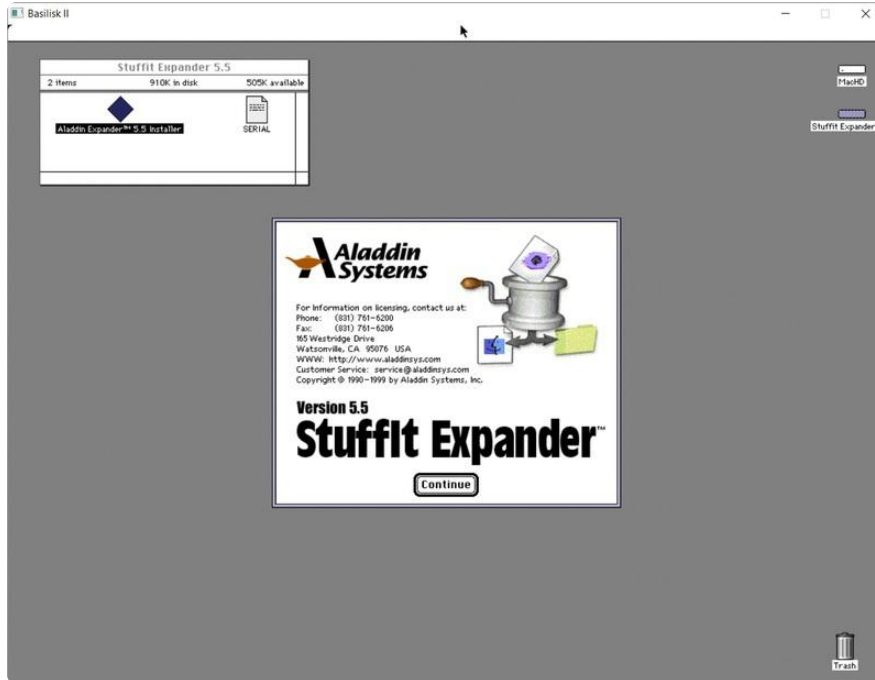 Basilisk II
Stuffit Expander 5.5
2 items 910K in disk 505K available
Aladdin Expander™ 5.5 Installer
SERIAL
MacHD
Stuffit Expander
Aladdin
Systems
For Information on licensing, contact us at:
Phone: (831) 761-6200
Fax: (831) 761-6206
165 Westridge Drive
Watsonville, CA 95076 USA
WWW: http://www.aladdinsys.com
Customer Service: service@aladdinsys.com
Copyright © 1990-1999 by Aladdin Systems, Inc.
Version 5.5
StuffIt Expander™
Continue
Trash